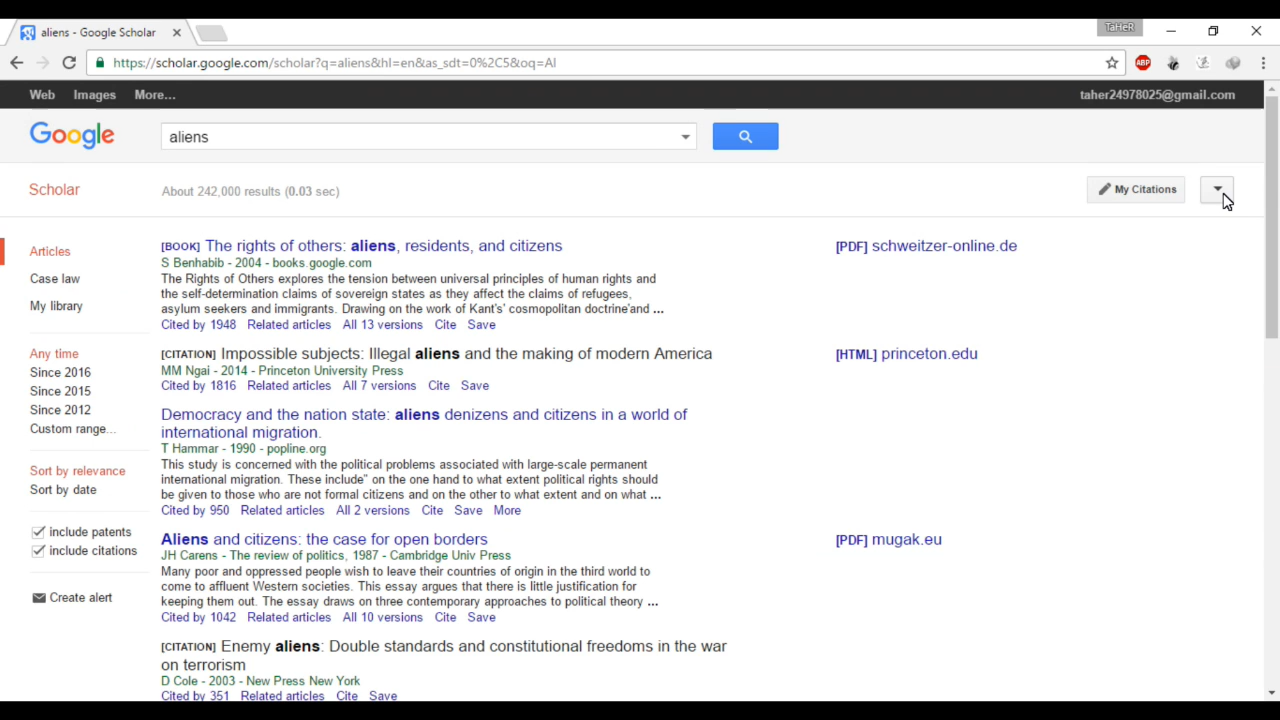 aliens - Google Scholar
TaHeR
https://scholar.google.com/scholar?q=aliens&hl=en&as_sdt=0%2C5&oq=Al
ABP
Web Images More... taher24978025@gmail.com
Google aliens
Scholar About 242,000 results (0.03 sec) My Citations
Articles
Case law
My library
Any time
Since 2016
Since 2015
Since 2012
Custom range...
Sort by relevance
Sort by date
include patents
include citations
Create alert
[BOOK] The rights of others: aliens, residents, and citizens
S Benhabib - 2004 - books.google.com
The Rights of Others explores the tension between universal principles of human rights and
the self-determination claims of sovereign states as they affect the claims of refugees,
asylum seekers and immigrants. Drawing on the work of Kant's' cosmopolitan doctrine'and ...
Cited by 1948 Related articles All 13 versions Cite Save
[PDF] schweitzer-online.de
[CITATION] Impossible subjects: Illegal aliens and the making of modern America
MM Ngai - 2014 - Princeton University Press
Cited by 1816 Related articles All 7 versions Cite Save
[HTML] princeton.edu
Democracy and the nation state: aliens denizens and citizens in a world of
international migration.
T Hammar - 1990 - popline.org
This study is concerned with the political problems associated with large-scale permanent
international migration. These include" on the one hand to what extent political rights should
be given to those who are not formal citizens and on the other to what extent and on what ...
Cited by 950 Related articles All 2 versions Cite Save More
Aliens and citizens: the case for open borders
JH Carens - The review of politics, 1987 - Cambridge Univ Press
Many poor and oppressed people wish to leave their countries of origin in the third world to
come to affluent Western societies. This essay argues that there is little justification for
keeping them out. The essay draws on three contemporary approaches to political theory ...
Cited by 1042 Related articles All 10 versions Cite Save
[PDF] mugak.eu
[CITATION] Enemy aliens: Double standards and constitutional freedoms in the war
on terrorism
D Cole - 2003 - New Press New York
Cited by 351 Related articles Cite Save